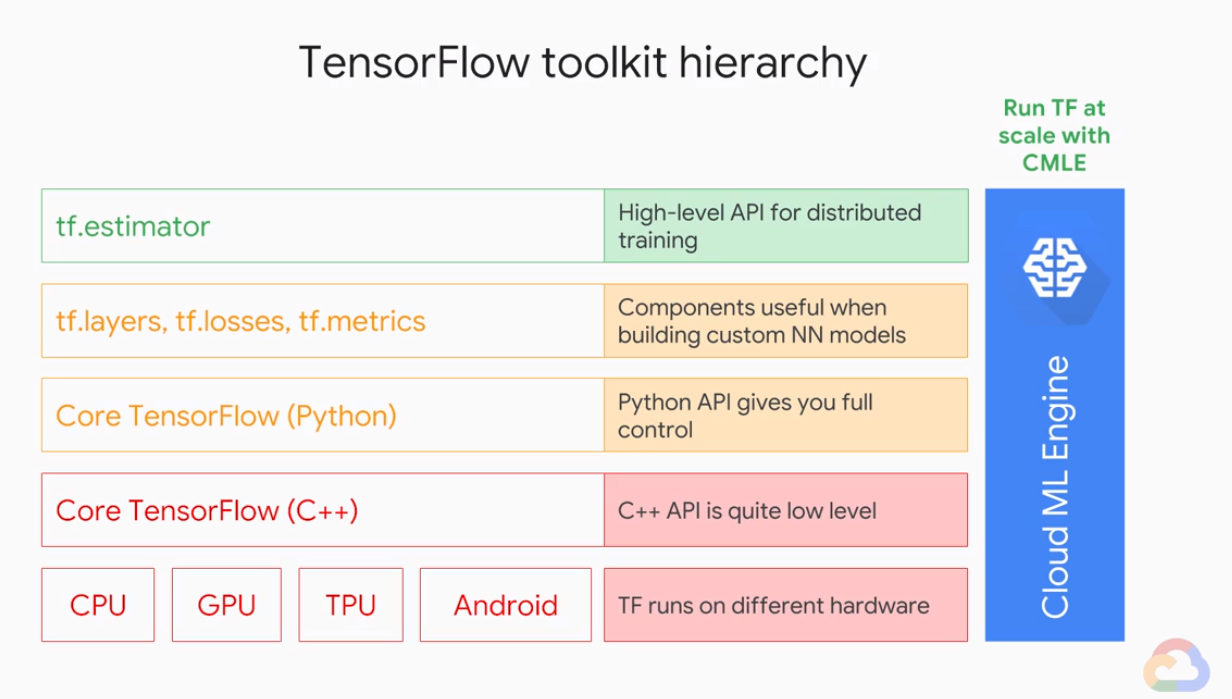 TensorFlow toolkit hierarchy
Run TF at
scale with
CMLE
tf.estimator
High-level API for distributed
training
tf.layers, tf.losses, tf.metrics
Components useful when
building custom NN models
Core TensorFlow (Python)
Python API gives you full
control
Core TensorFlow (C++)
C++ API is quite low level
CPU
GPU
TPU
Android
TF runs on different hardware
Cloud ML Engine